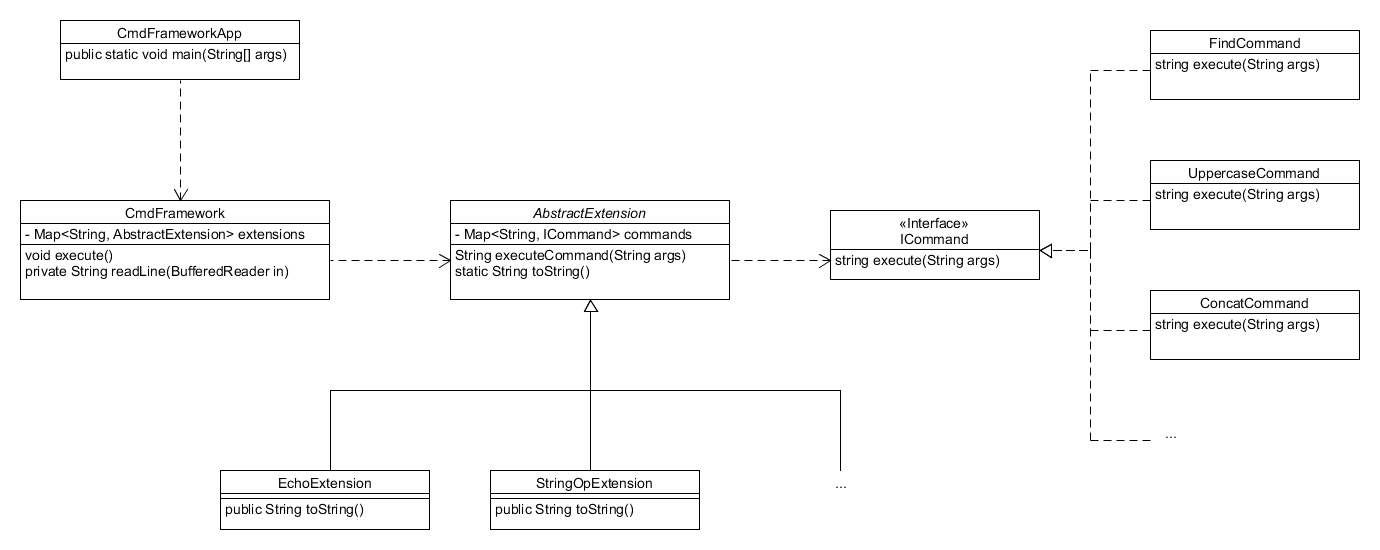 CmdFrameworkApp
public static void main(String[] args)
CmdFramework
- Map<String, AbstractExtension> extensions
void execute()
private String readLine(BufferedReader in)
AbstractExtension
- Map<String, ICommand> commands
String executeCommand(String args)
static String toString()
«Interface»
ICommand
string execute(String args)
FindCommand
string execute(String args)
UppercaseCommand
string execute(String args)
ConcatCommand
string execute(String args)
...
EchoExtension
public String toString()
StringOpExtension
public String toString()
...